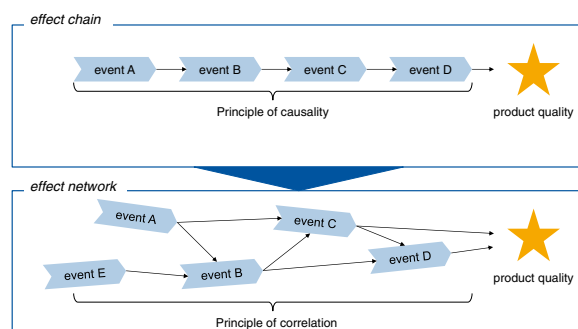 effect chain
event A
event B
event C
event D
Principle of causality
product quality
effect network
event A
event C
event E
event B
event D
product quality
Principle of correlation